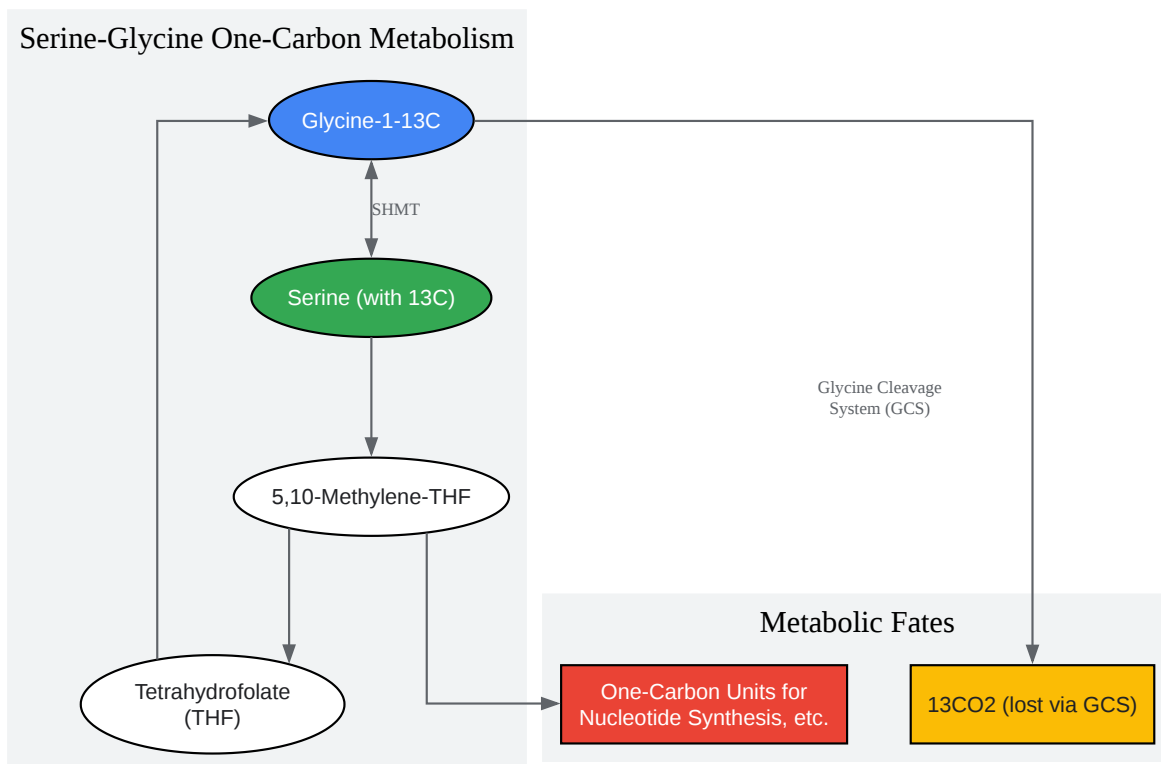 Serine-Glycine One-Carbon Metabolism
Glycine-1-13C
SHMT
Serine (with 13C)
Glycine Cleavage
System (GCS)
5,10-Methylene-THF
Metabolic Fates
Tetrahydrofolate
(THF)
One-Carbon Units for
Nucleotide Synthesis, etc.
13CO2 (lost via GCS)